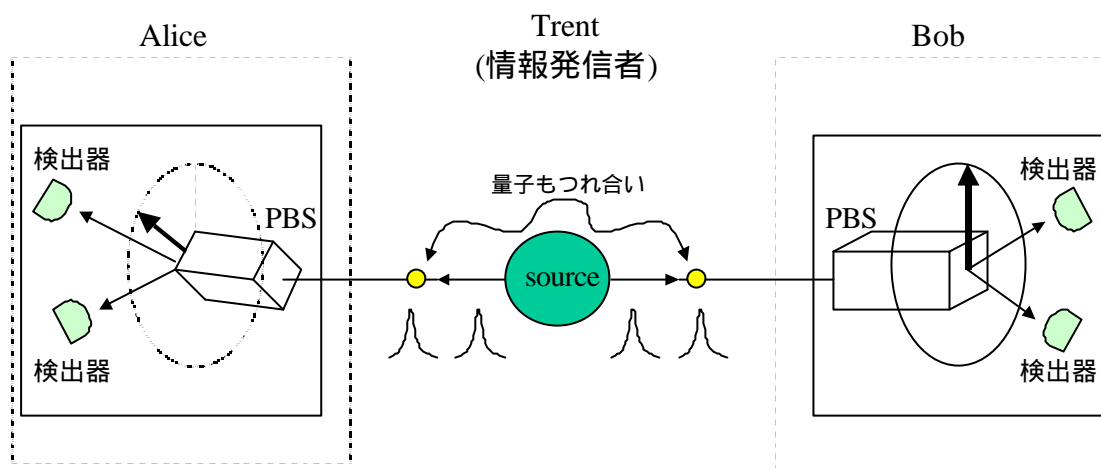 Alice
Trent
(情報発信者)
Bob
検出器
PBS
検出器
量子もつれ合い
source
PBS
検出器
検出器